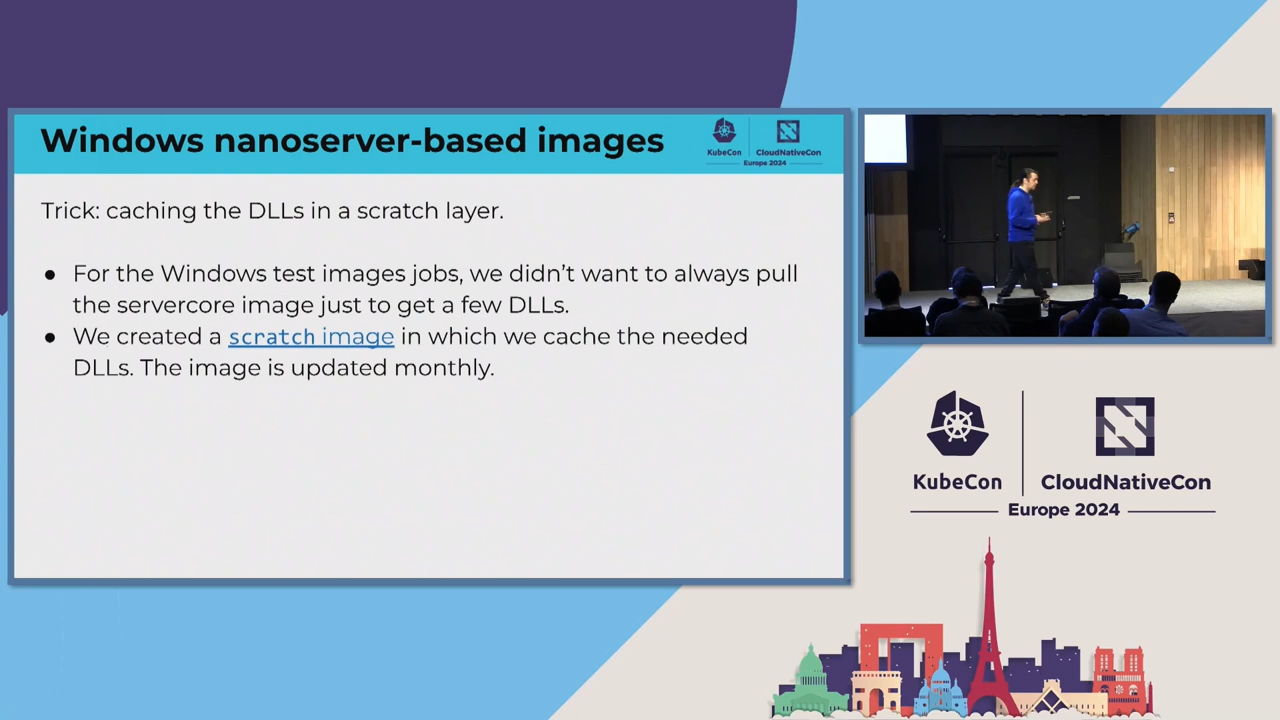 Windows nanoserver-based images
KubeCon
CloudNativeCon
Europe 2024
Trick: caching the DLLs in a scratch layer.
● For the Windows test images jobs, we didn’t want to always pull
the servercore image just to get a few DLLs.
● We created a scratch image in which we cache the needed
DLLs. The image is updated monthly.
KubeCon
CloudNativeCon
Europe 2024